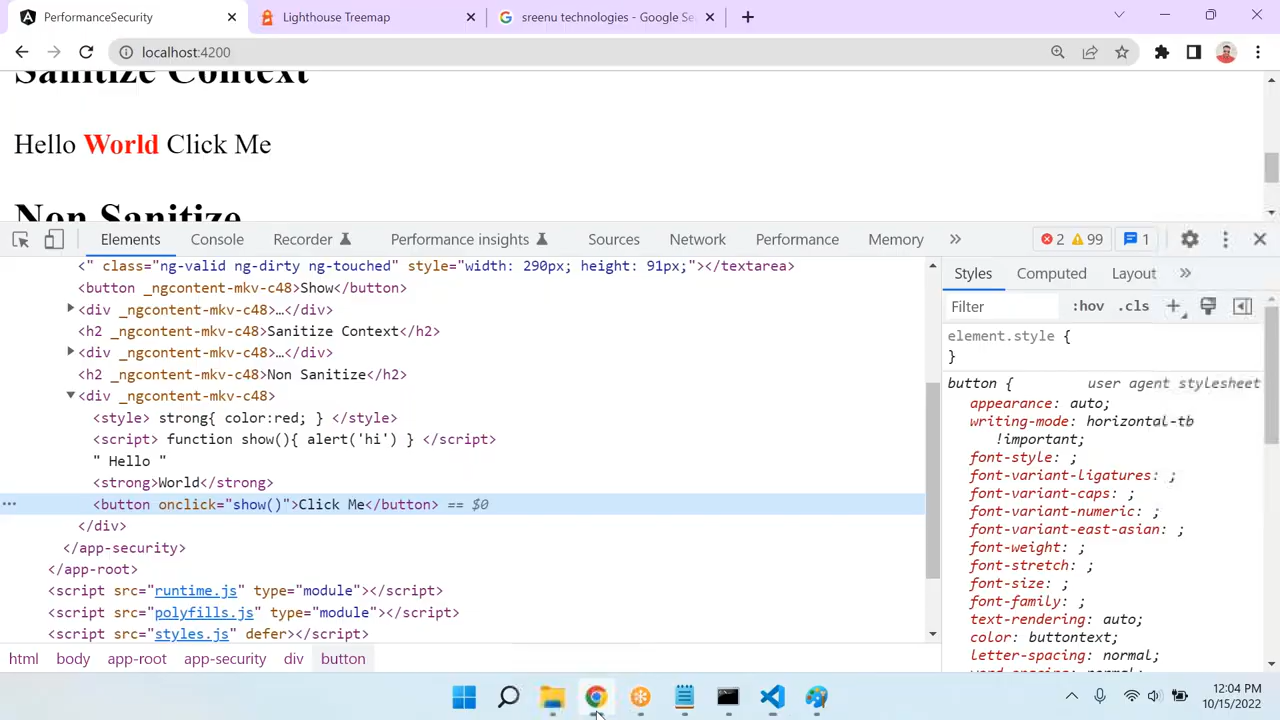 PerformanceSecurity
Lighthouse Treemap
sreenu technologies - Google Se
localhost:4200
Sanitize Context
Hello World Click Me
Non Sanitize
Elements
Console
Recorder
Performance insights
Sources
Network
Performance
Memory
2
99
1
<" class="ng-valid ng-dirty ng-touched" style="width: 290px; height: 91px;"></textarea>
<button _ngcontent-mkv-c48>Show</button>
<div _ngcontent-mkv-c48>…</div>
<h2 _ngcontent-mkv-c48>Sanitize Context</h2>
<div _ngcontent-mkv-c48>…</div>
<h2 _ngcontent-mkv-c48>Non Sanitize</h2>
<div _ngcontent-mkv-c48>
<style> strong{ color:red; } </style>
<script> function show(){ alert('hi') } </script>
" Hello "
<strong>World</strong>
<button onclick="show()">Click Me</button> == $0
</div>
</app-security>
</app-root>
<script src="runtime.js" type="module"></script>
<script src="polyfills.js" type="module"></script>
<script src="styles.js" defer></script>
html body app-root app-security div button
Styles
Computed
Layout
Filter
:hov .cls
element.style {
}
button { user agent stylesheet
appearance: auto;
writing-mode: horizontal-tb
!important;
font-style: ;
font-variant-ligatures: ;
font-variant-caps: ;
font-variant-numeric: ;
font-variant-east-asian: ;
font-weight: ;
font-stretch: ;
font-size: ;
font-family: ;
text-rendering: auto;
color: buttontext;
letter-spacing: normal;
word-spacing: normal;
12:04 PM
10/15/2022